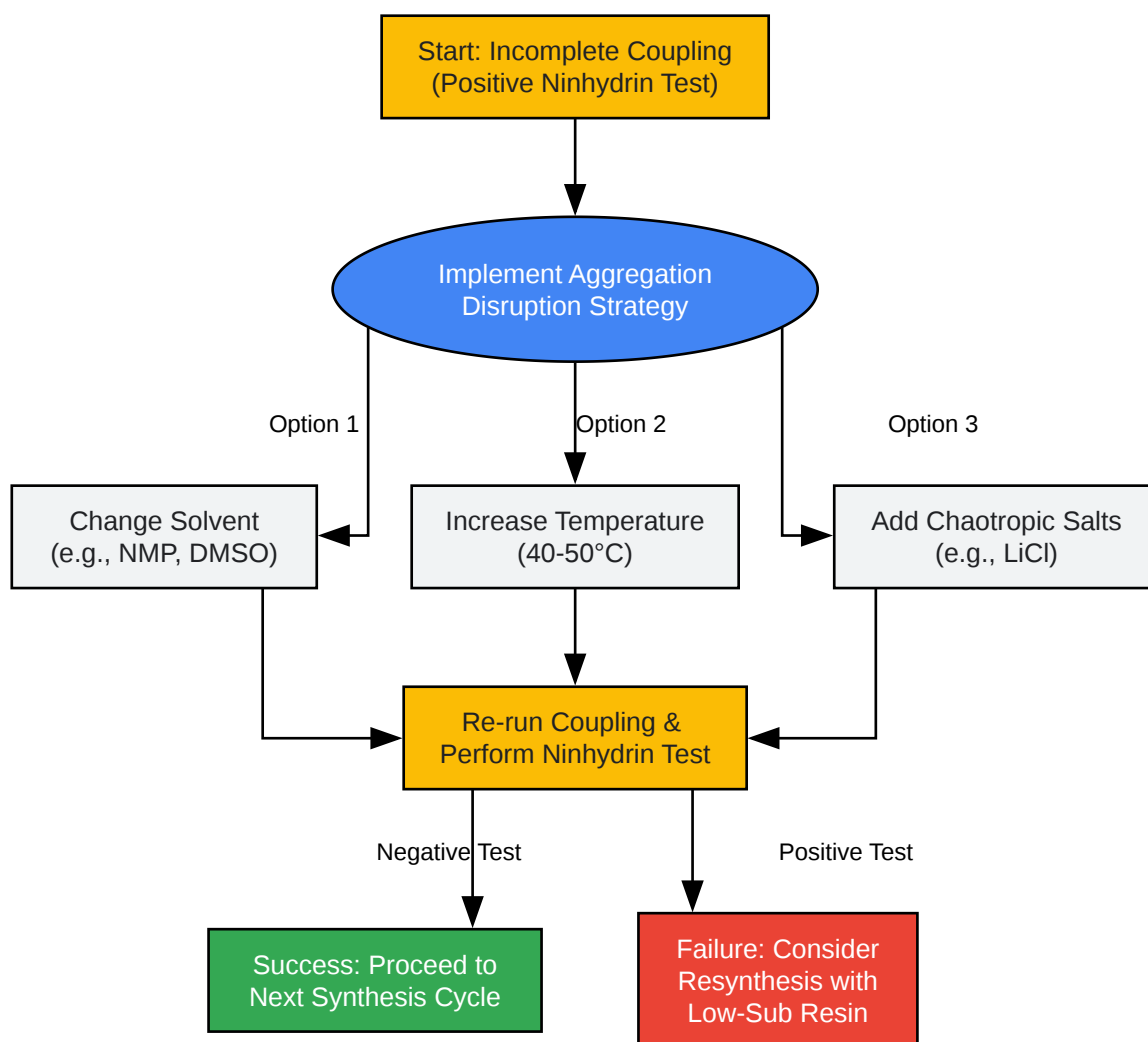 Start: Incomplete Coupling
(Positive Ninhydrin Test)
Implement Aggregation
Disruption Strategy
Option 1
Option 2
Option 3
Change Solvent
(e.g., NMP, DMSO)
Increase Temperature
(40-50°C)
Add Chaotropic Salts
(e.g., LiCl)
Re-run Coupling &
Perform Ninhydrin Test
Negative Test
Positive Test
Success: Proceed to
Next Synthesis Cycle
Failure: Consider
Resynthesis with
Low-Sub Resin